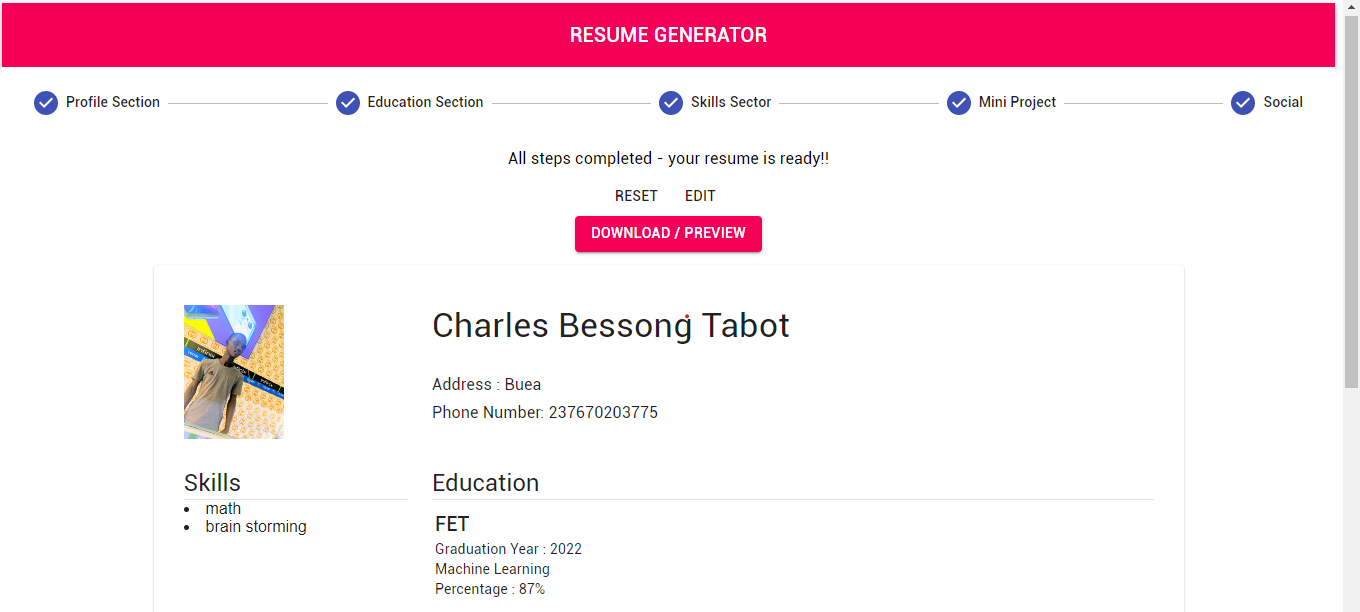 RESUME GENERATOR
Profile Section
Education Section
Skills Sector
Mini Project
Social
All steps completed - your resume is ready!!
RESET
EDIT
DOWNLOAD / PREVIEW
Charles Bessong Tabot
Address : Buea
Phone Number: 237670203775
Skills
math
brain storming
Education
FET
Graduation Year : 2022
Machine Learning
Percentage : 87%